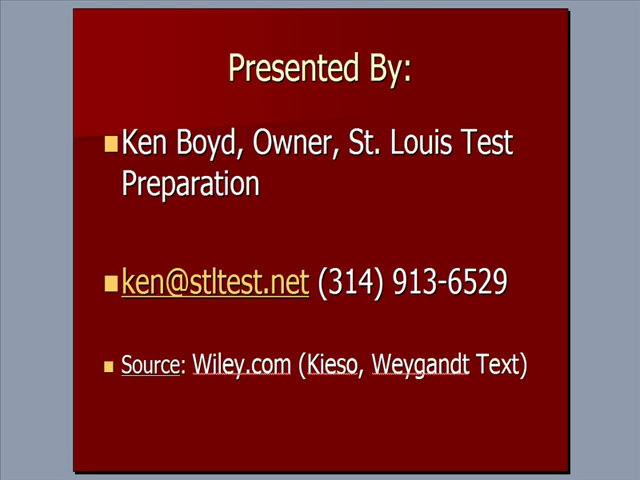 Presented By:
Ken Boyd, Owner, St. Louis Test
Preparation
ken@stltest.net (314) 913-6529
Source: Wiley.com (Kieso, Weygandt Text)